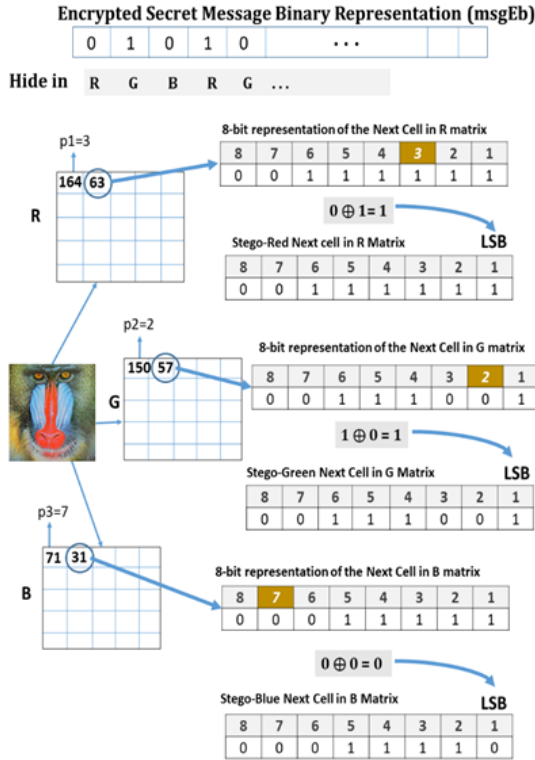 Encrypted Secret Message Binary Representation (msgEb)
0 1 0 1 0 ...
Hide in R G B R G ...
8-bit representation of the Next Cell in R matrix
p1=3
8 7 6 5 4 3 2 1
164 63
0 0 1 1 1 1 1 1
R
0 ⊕ 1= 1
Stego-Red Next cell in R Matrix LSB
8 7 6 5 4 3 2 1
0 0 1 1 1 1 1 1
p2=2
8-bit representation of the Next Cell in G matrix
150 57
8 7 6 5 4 3 2 1
0 0 1 1 1 0 0 1
G
1 ⊕ 0 = 1
Stego-Green Next Cell in G Matrix LSB
8 7 6 5 4 3 2 1
0 0 1 1 1 0 0 1
p3=7
71 31
8-bit representation of the Next Cell in B matrix
B
8 7 6 5 4 3 2 1
0 0 0 1 1 1 1 1
0 ⊕ 0 = 0
Stego-Blue Next Cell in B Matrix LSB
8 7 6 5 4 3 2 1
0 0 0 1 1 1 1 0